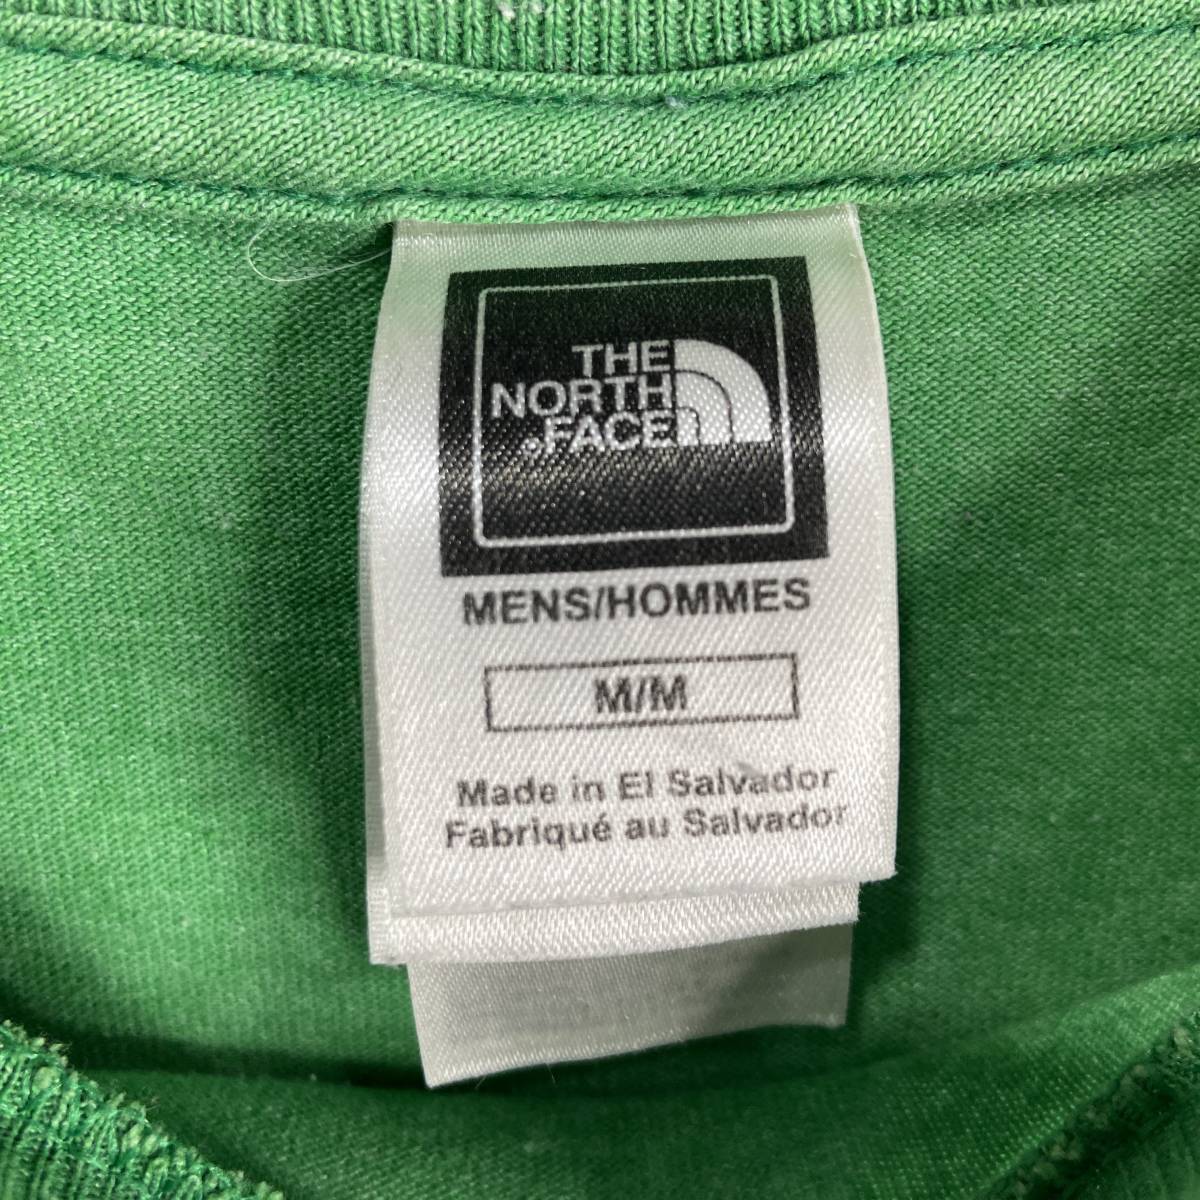 THE
NORTH
FACE
MENS/HOMMES
M/M
Made in El Salvador
Fabriqué au Salvador